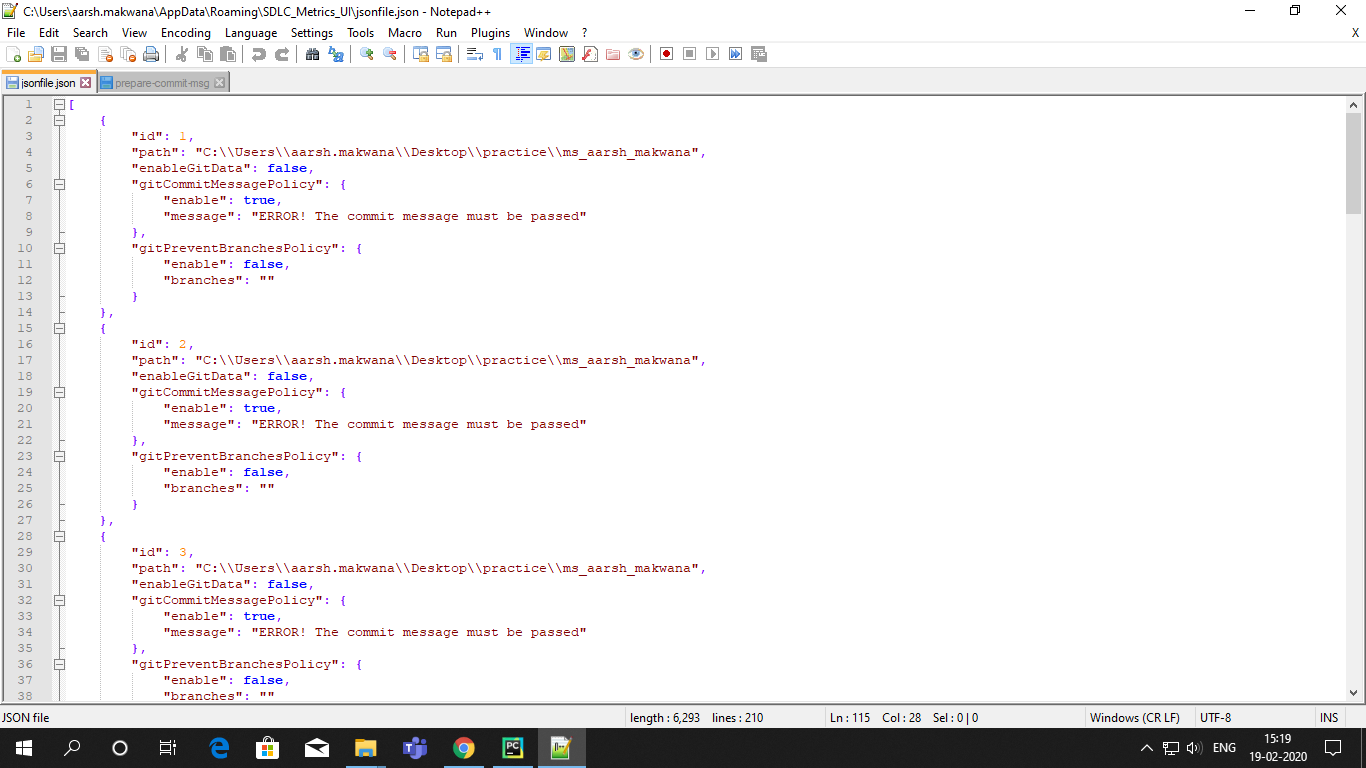 C:\Users\aarsh.makwana\AppData\Roaming\SDLC_Metrics_UI\jsonfile.json - Notepad++
File Edit Search View Encoding Language Settings Tools Macro Run Plugins Window ? X
jsonfile.json prepare-commit-msg
1 [
2 {
3 "id": 1,
4 "path": "C:\\Users\\aarsh.makwana\\Desktop\\practice\\ms_aarsh_makwana",
5 "enableGitData": false,
6 "gitCommitMessagePolicy": {
7 "enable": true,
8 "message": "ERROR! The commit message must be passed"
9 },
10 "gitPreventBranchesPolicy": {
11 "enable": false,
12 "branches": ""
13 }
14 },
15 {
16 "id": 2,
17 "path": "C:\\Users\\aarsh.makwana\\Desktop\\practice\\ms_aarsh_makwana",
18 "enableGitData": false,
19 "gitCommitMessagePolicy": {
20 "enable": true,
21 "message": "ERROR! The commit message must be passed"
22 },
23 "gitPreventBranchesPolicy": {
24 "enable": false,
25 "branches": ""
26 }
27 },
28 {
29 "id": 3,
30 "path": "C:\\Users\\aarsh.makwana\\Desktop\\practice\\ms_aarsh_makwana",
31 "enableGitData": false,
32 "gitCommitMessagePolicy": {
33 "enable": true,
34 "message": "ERROR! The commit message must be passed"
35 },
36 "gitPreventBranchesPolicy": {
37 "enable": false,
38 "branches": ""
JSON file length : 6,293 lines : 210 Ln : 115 Col : 28 Sel : 0 | 0 Windows (CR LF) UTF-8 INS
ENG 15:19
19-02-2020